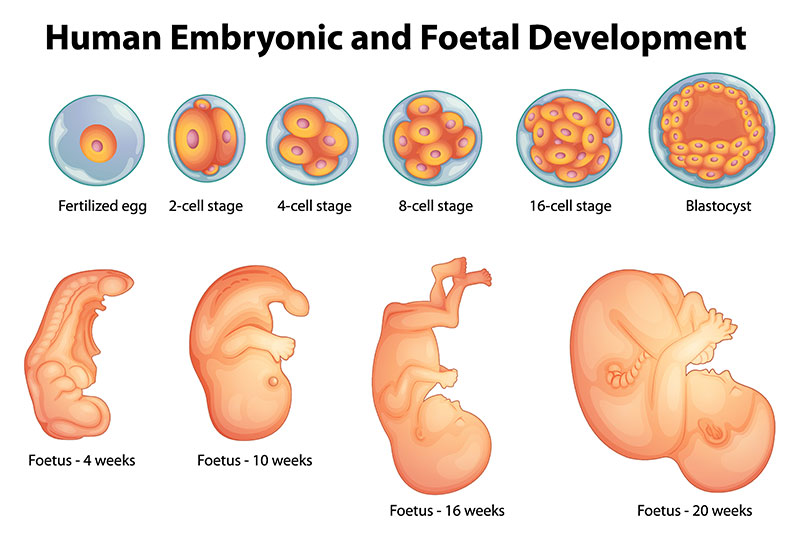 Human Embryonic and Foetal Development
Fertilized egg
2-cell stage
4-cell stage
8-cell stage
16-cell stage
Blastocyst
Foetus - 4 weeks
Foetus - 10 weeks
Foetus - 16 weeks
Foetus - 20 weeks